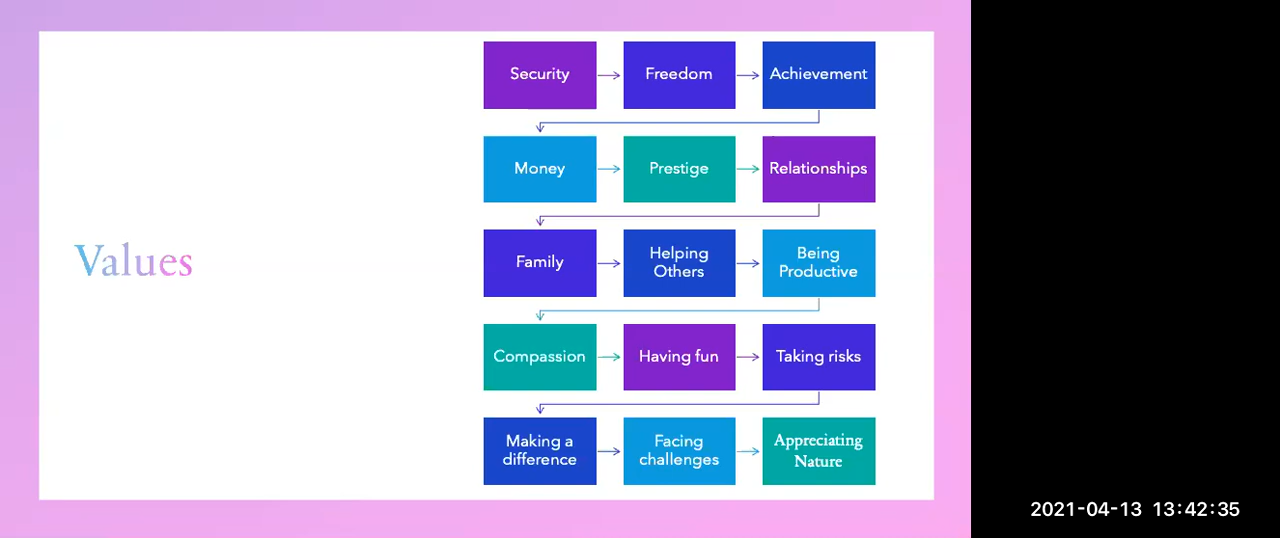 Values
Security
Freedom
Achievement
Money
Prestige
Relationships
Family
Helping
Others
Being
Productive
Compassion
Having fun
Taking risks
Making a
difference
Facing
challenges
Appreciating
Nature
2021-04-13 13:42:35